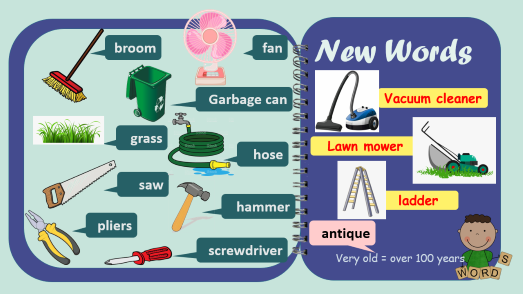 broom
fan
Garbage can
grass
hose
saw
hammer
pliers
screwdriver
New Words
Vacuum cleaner
Lawn mower
ladder
antique
Very old = over 100 years
WORDS